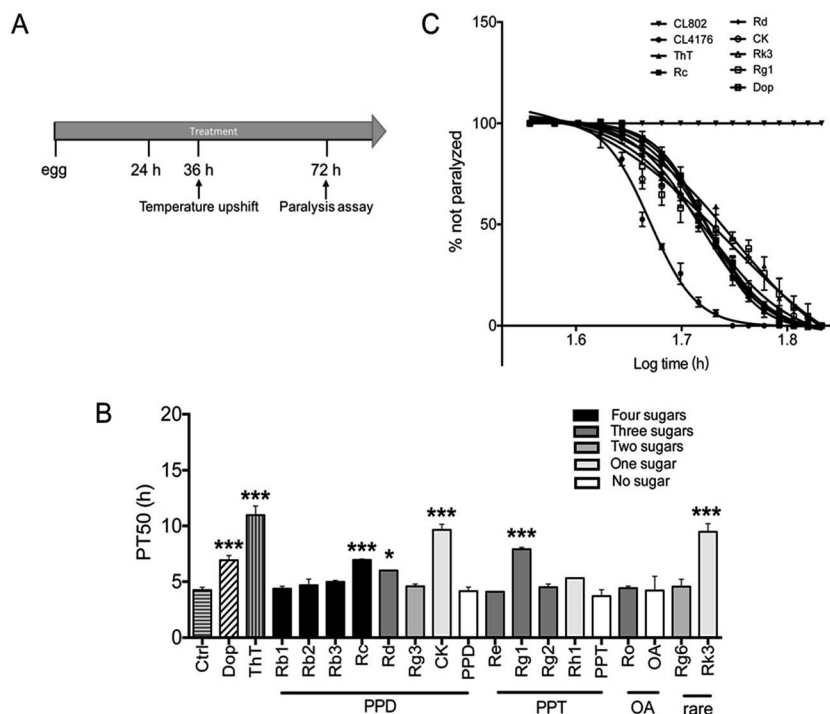 A
Treatment
egg
24 h
36 h
72 h
Temperature upshift
Paralysis assay
C
CL802
CL4176
ThT
Rc
Rd
CK
Rk3
Rg1
Dop
% not paralyzed
150
100
50
0
1.6
1.7
1.8
Log time (h)
B
PT50 (h)
20
15
10
5
0
Four sugars
Three sugars
Two sugars
One sugar
No sugar
***
***
***
*
***
***
***
Ctrl
Dop
ThT
Rb1
Rb2
Rb3
Rc
Rd
Rg3
CK
PPD
Re
Rg1
Rg2
Rh1
PPT
Ro
OA
Rg6
Rk3
PPD
PPT
OA
rare